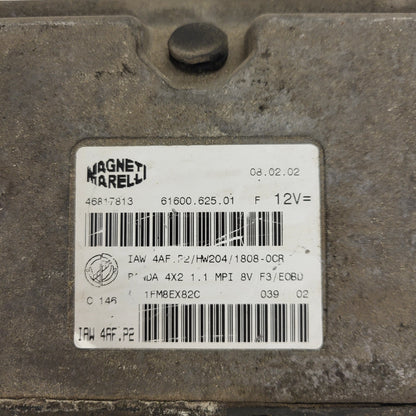 MAGNETI MARELLI
08.02.02
46817813 61600.625.01 F 12V=
IAW 4AF.P2/HW204/1808-0CR
4X2 1.1 MPI 8V F3/EOBD
C 146 1FM8EX82C 039 02
IAW 4AF.P2